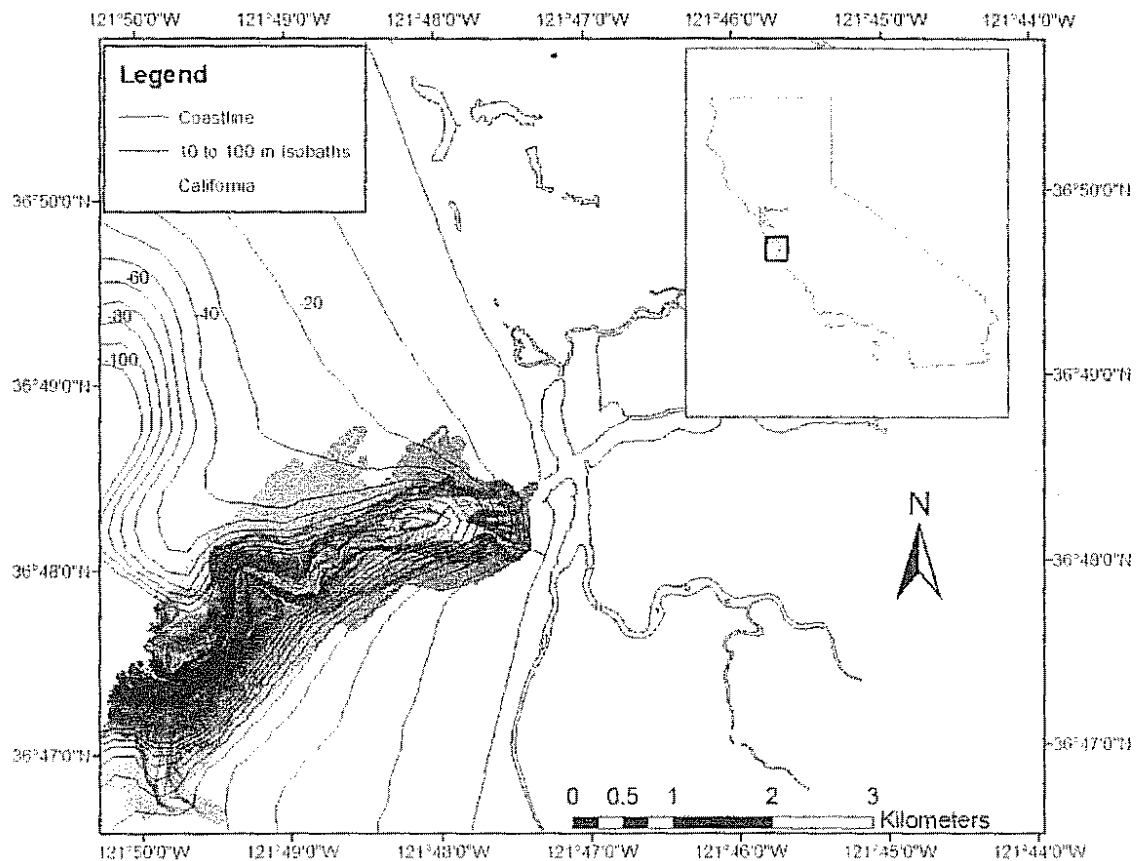 121°50'0"W 121°49'0"W 121°48'0"W 121°47'0"W 121°46'0"W 121°45'0"W 121°44'0"W
Legend
Coastline
10 to 100 m Isobaths
California
36°50'0"N 36°50'0"N
-60
-40 -20
-80
-100
36°49'0"N 36°49'0"N
N
36°48'0"N 36°48'0"N
36°47'0"N 36°47'0"N
0 0.5 1 2 3
Kilometers
121°50'0"W 121°49'0"W 121°48'0"W 121°47'0"W 121°46'0"W 121°45'0"W 121°44'0"W